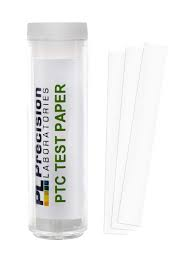 PL Precision
LABORATORIES
PTC TEST PAPER